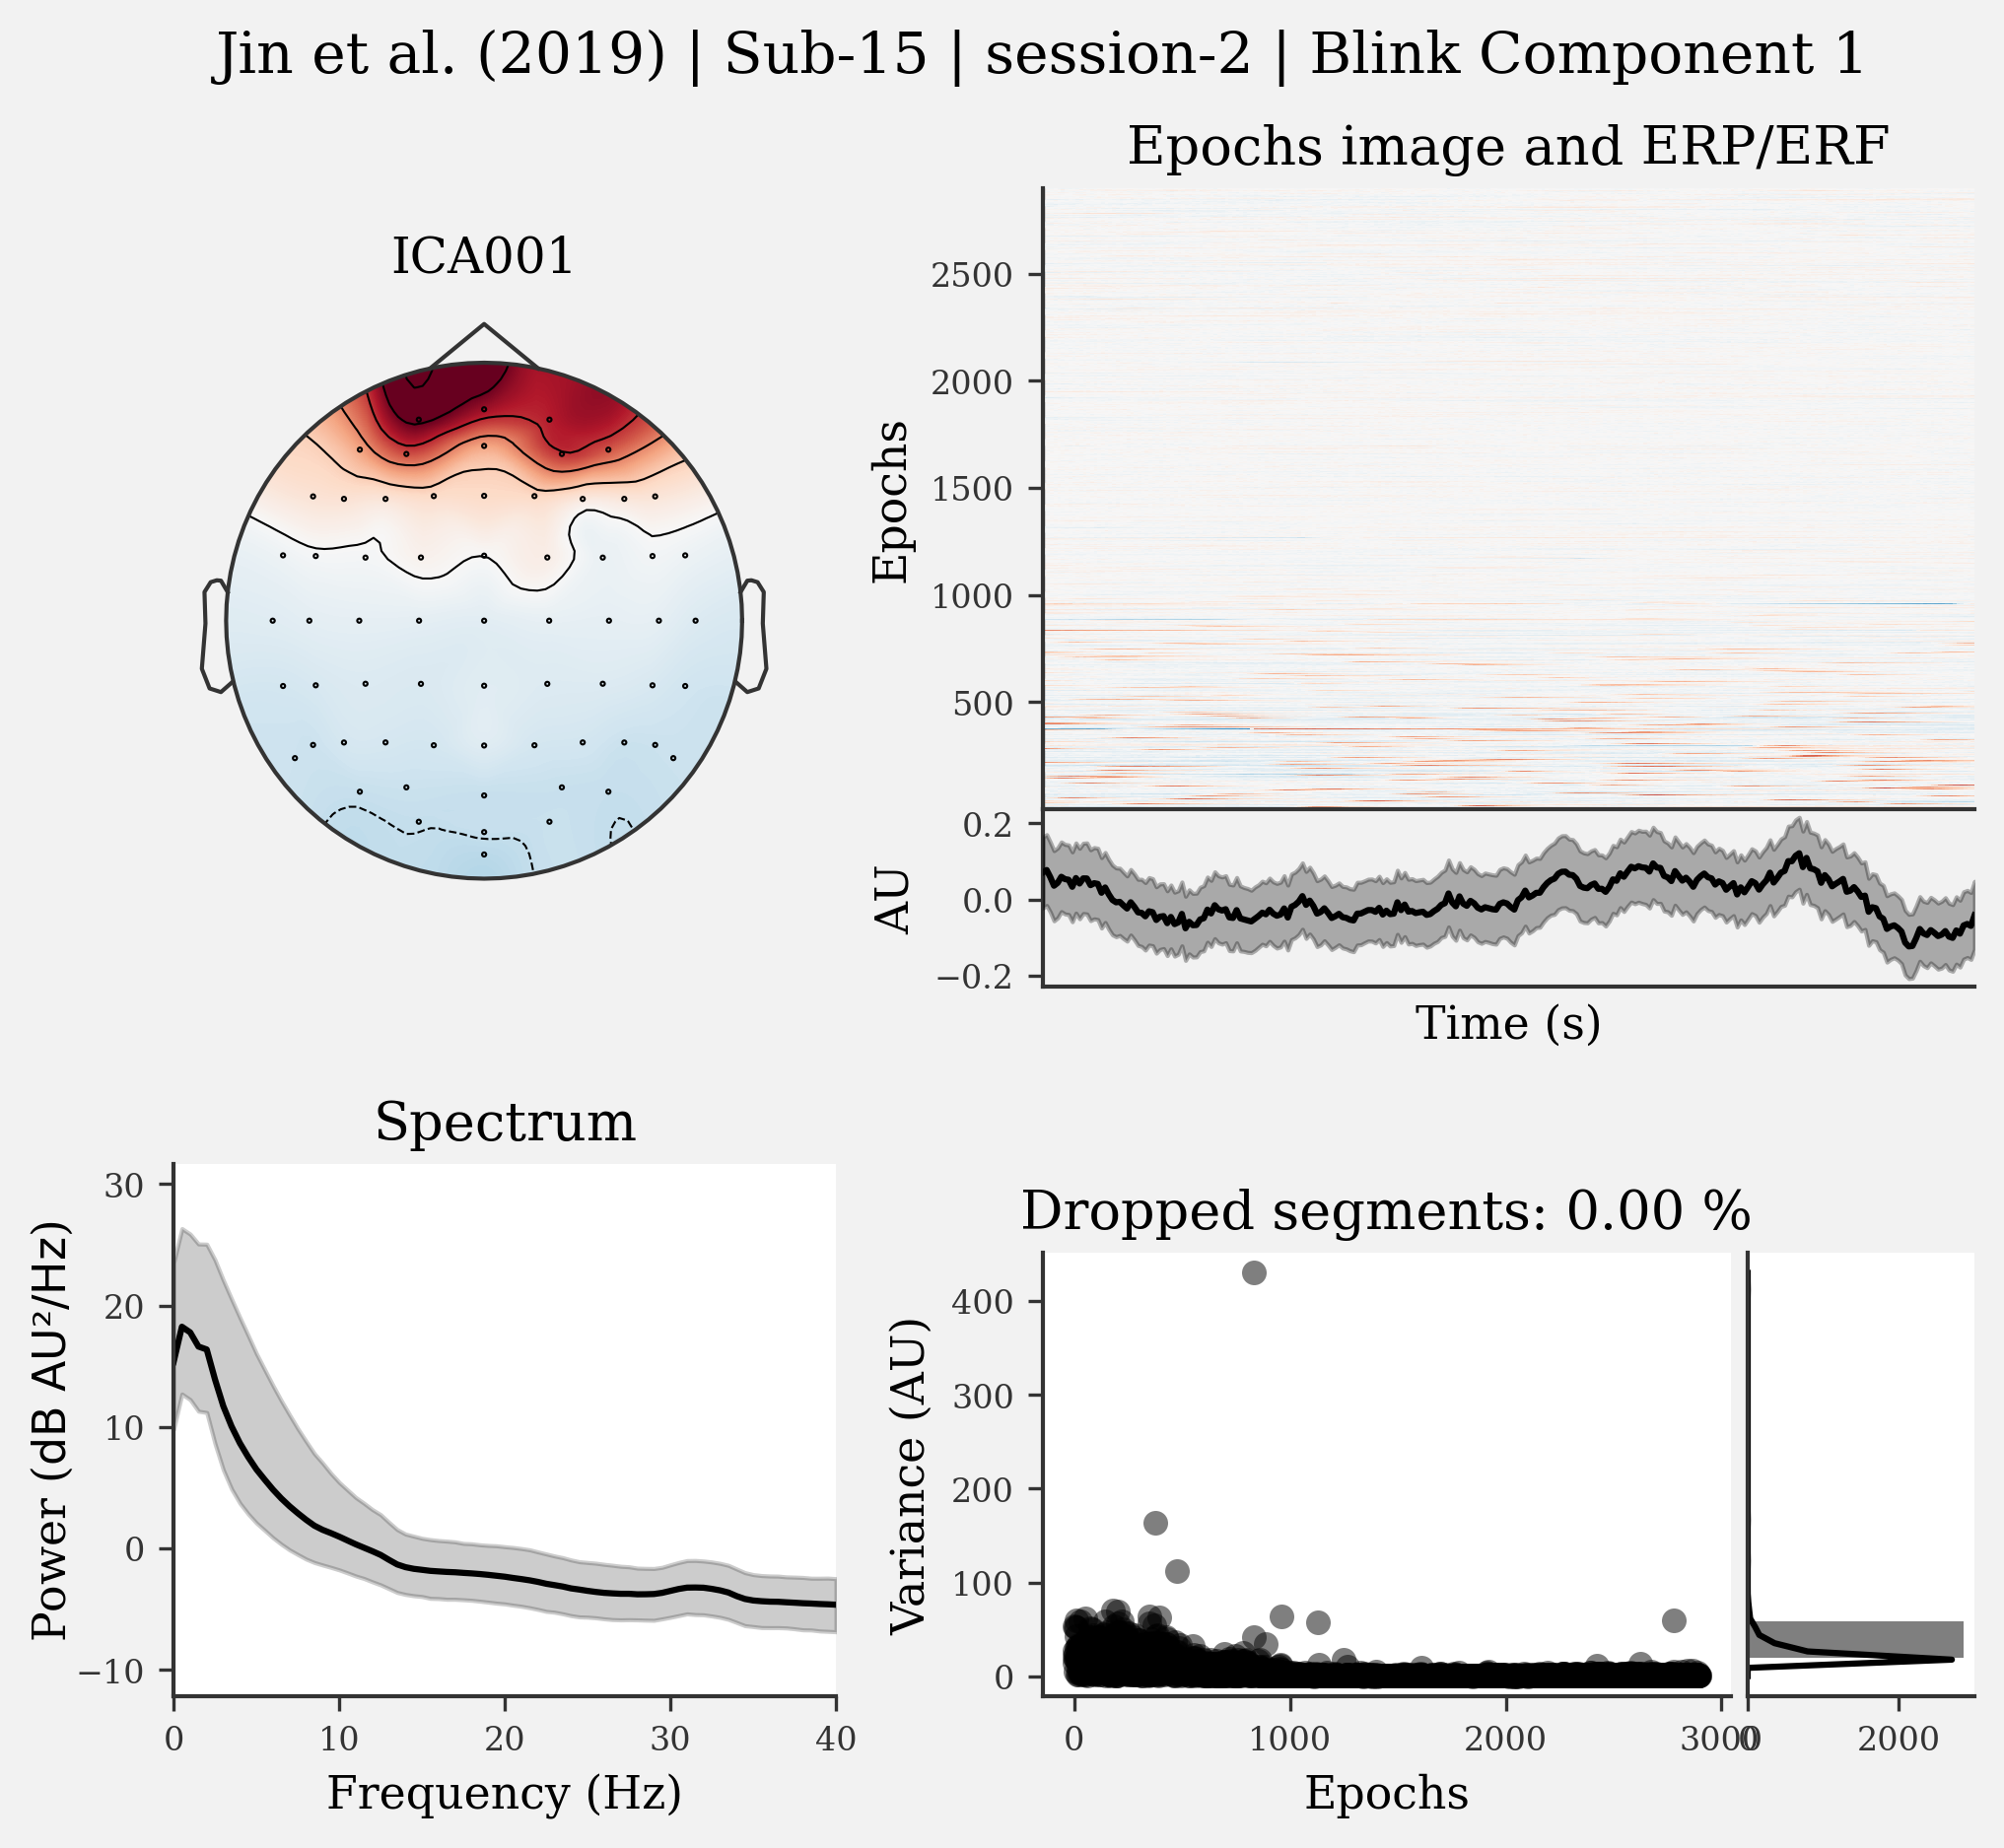 Jin et al. (2019) | Sub-15 | session-2 | Blink Component 1
ICA001
Epochs image and ERP/ERF
Epochs
2500
2000
1500
1000
500
AU
0.2
0.0
−0.2
Time (s)
Spectrum
Power (dB AU²/Hz)
30
20
10
0
−10
0 10 20 30 40
Frequency (Hz)
Dropped segments: 0.00 %
Variance (AU)
400
300
200
100
0
0 1000 2000 3000
0 2000
Epochs